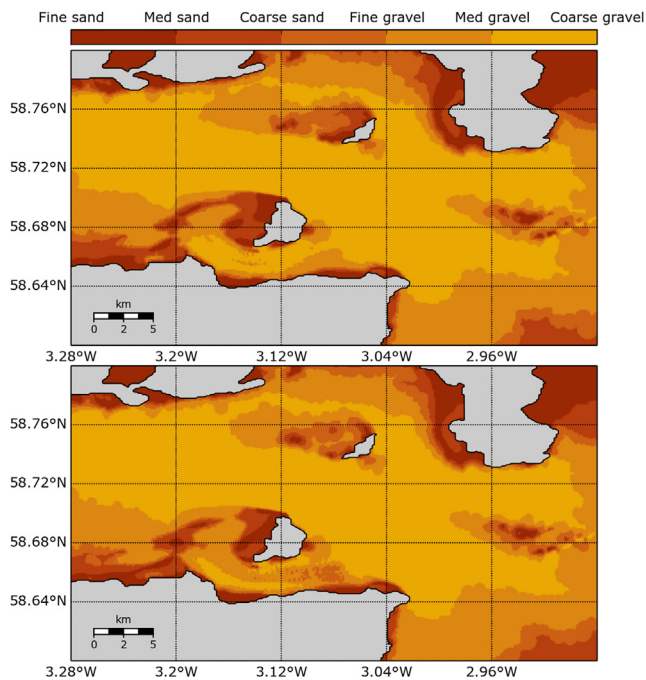 Fine sand Med sand Coarse sand Fine gravel Med gravel Coarse gravel
58.76°N
58.72°N
58.68°N
58.64°N
km
0 2 5
3.28°W 3.2°W 3.12°W 3.04°W 2.96°W
58.76°N
58.72°N
58.68°N
58.64°N
km
0 2 5
3.28°W 3.2°W 3.12°W 3.04°W 2.96°W